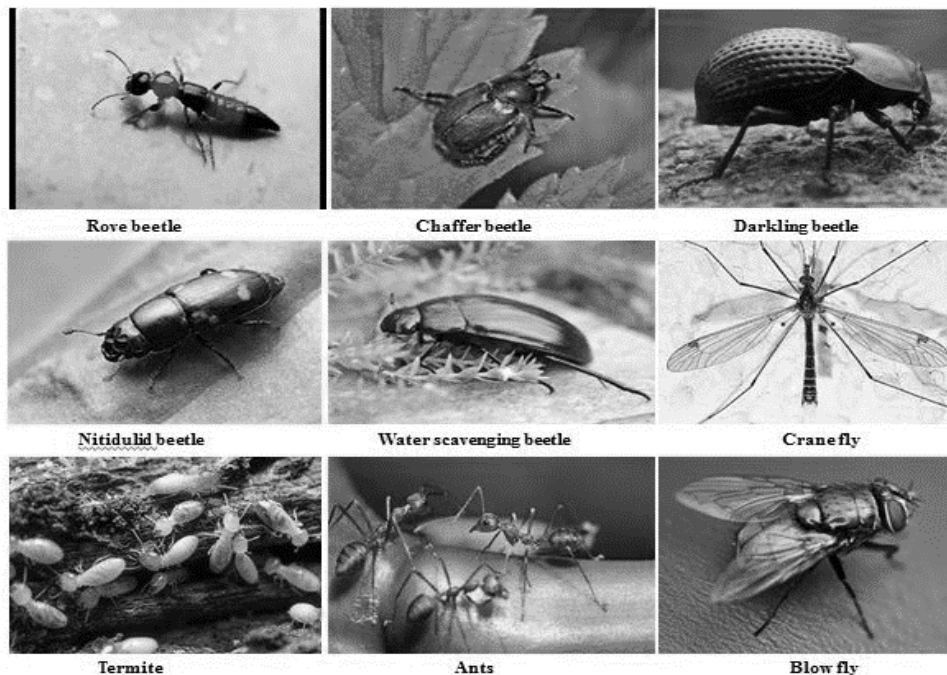 Rove beetle
Chaffer beetle
Darkling beetle
Nitidulid beetle
Water scavenging beetle
Crane fly
Termite
Ants
Blow fly